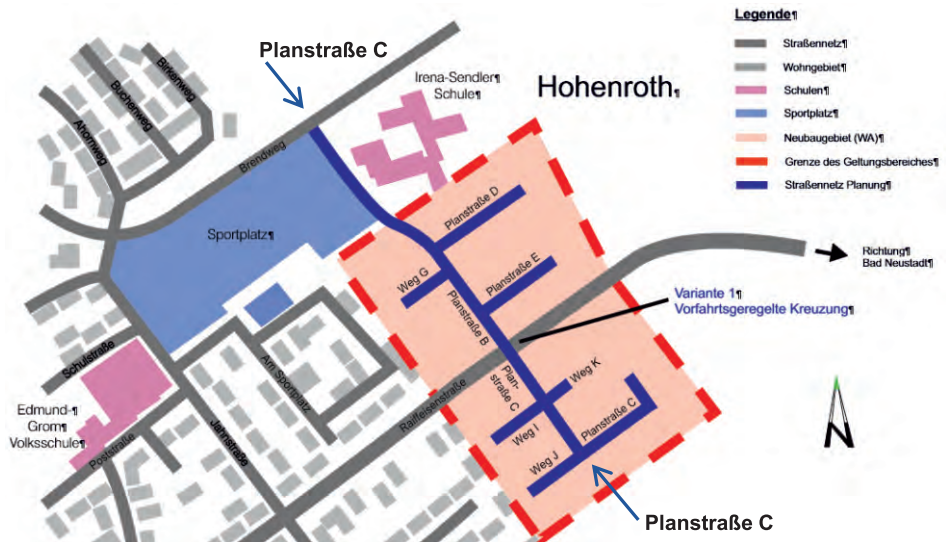 Planstraße C
Irena-Sendler¶
Schule¶
Hohenroth¶
Legende¶
Straßennetz¶
Wohngebiet¶
Schulen¶
Sportplatz¶
Neubaugebiet (WA)¶
Grenze des Geltungsbereiches¶
Straßennetz Planung¶
Birkenweg
Buchenweg
Ahornweg
Brendweg
Sportplatz¶
Planstraße D
Weg G
Planstraße E
Planstraße B
Richtung¶
Bad Neustadt¶
Variante 1¶
Vorfahrtsgeregelte Kreuzung¶
Schulstraße
Am Sportplatz
Raiffeisenstraße
Plan-
straße C
Weg K
Edmund-¶
Grom¶
Volksschule¶
Poststraße
Jahnstraße
Weg I
Planstraße C
Weg J
N
Planstraße C